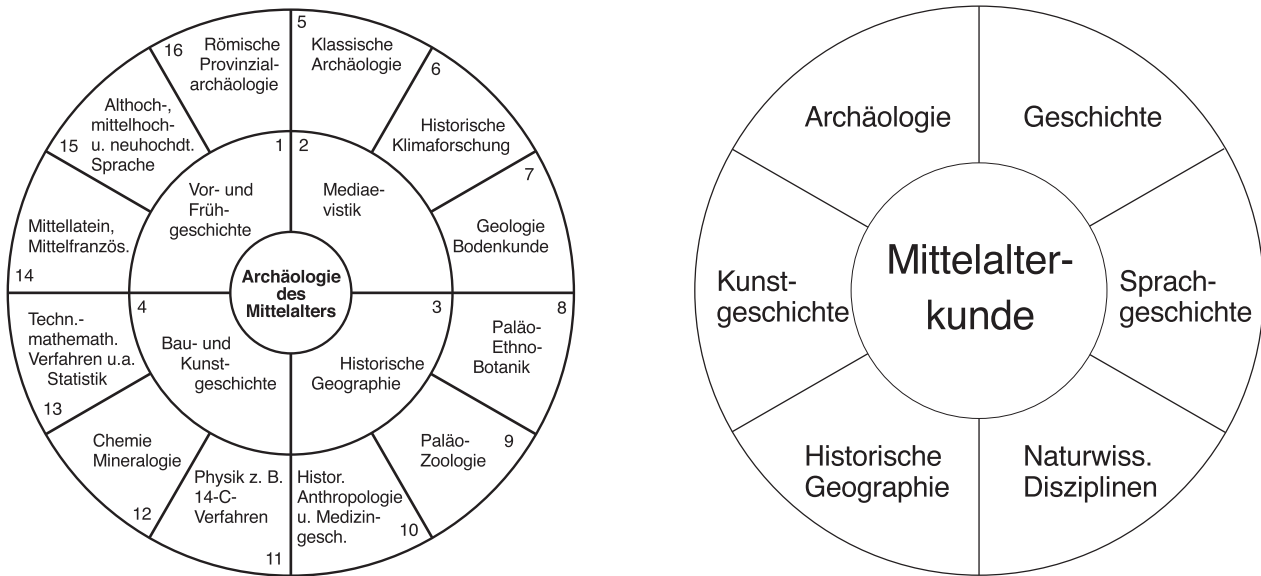 Archäologie
des
Mittelalters
1
Vor- und
Früh-
geschichte
2
Mediae-
vistik
3
Historische
Geographie
4
Bau- und
Kunst-
geschichte
5
Klassische
Archäologie
6
Historische
Klimaforschung
7
Geologie
Bodenkunde
8
Paläo-
Ethno-
Botanik
9
Paläo-
Zoologie
Histor.
Anthropologie
u. Medizin-
gesch.
10
Physik z. B.
14-C-
Verfahren
11
Chemie
Mineralogie
12
Techn.-
mathemath.
Verfahren u.a.
Statistik
13
Mittellatein,
Mittelfranzös.
14
Althoch-,
mittelhoch-
u. neuhochdt.
Sprache
15
16
Römische
Provinzial-
archäologie
Mittelalter-
kunde
Archäologie
Geschichte
Sprach-
geschichte
Naturwiss.
Disziplinen
Historische
Geographie
Kunst-
geschichte